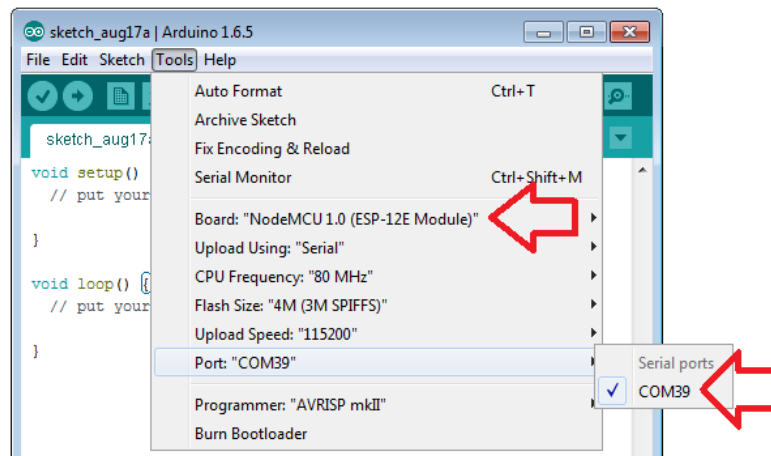 sketch_aug17a | Arduino 1.6.5
File Edit Sketch Tools Help
sketch_aug17a
void setup()
// put your
}
void loop() {
// put your
}
Auto Format Ctrl+T
Archive Sketch
Fix Encoding & Reload
Serial Monitor Ctrl+Shift+M
Board: "NodeMCU 1.0 (ESP-12E Module)"
Upload Using: "Serial"
CPU Frequency: "80 MHz"
Flash Size: "4M (3M SPIFFS)"
Upload Speed: "115200"
Port: "COM39"
Programmer: "AVRISP mkII"
Burn Bootloader
Serial ports
COM39